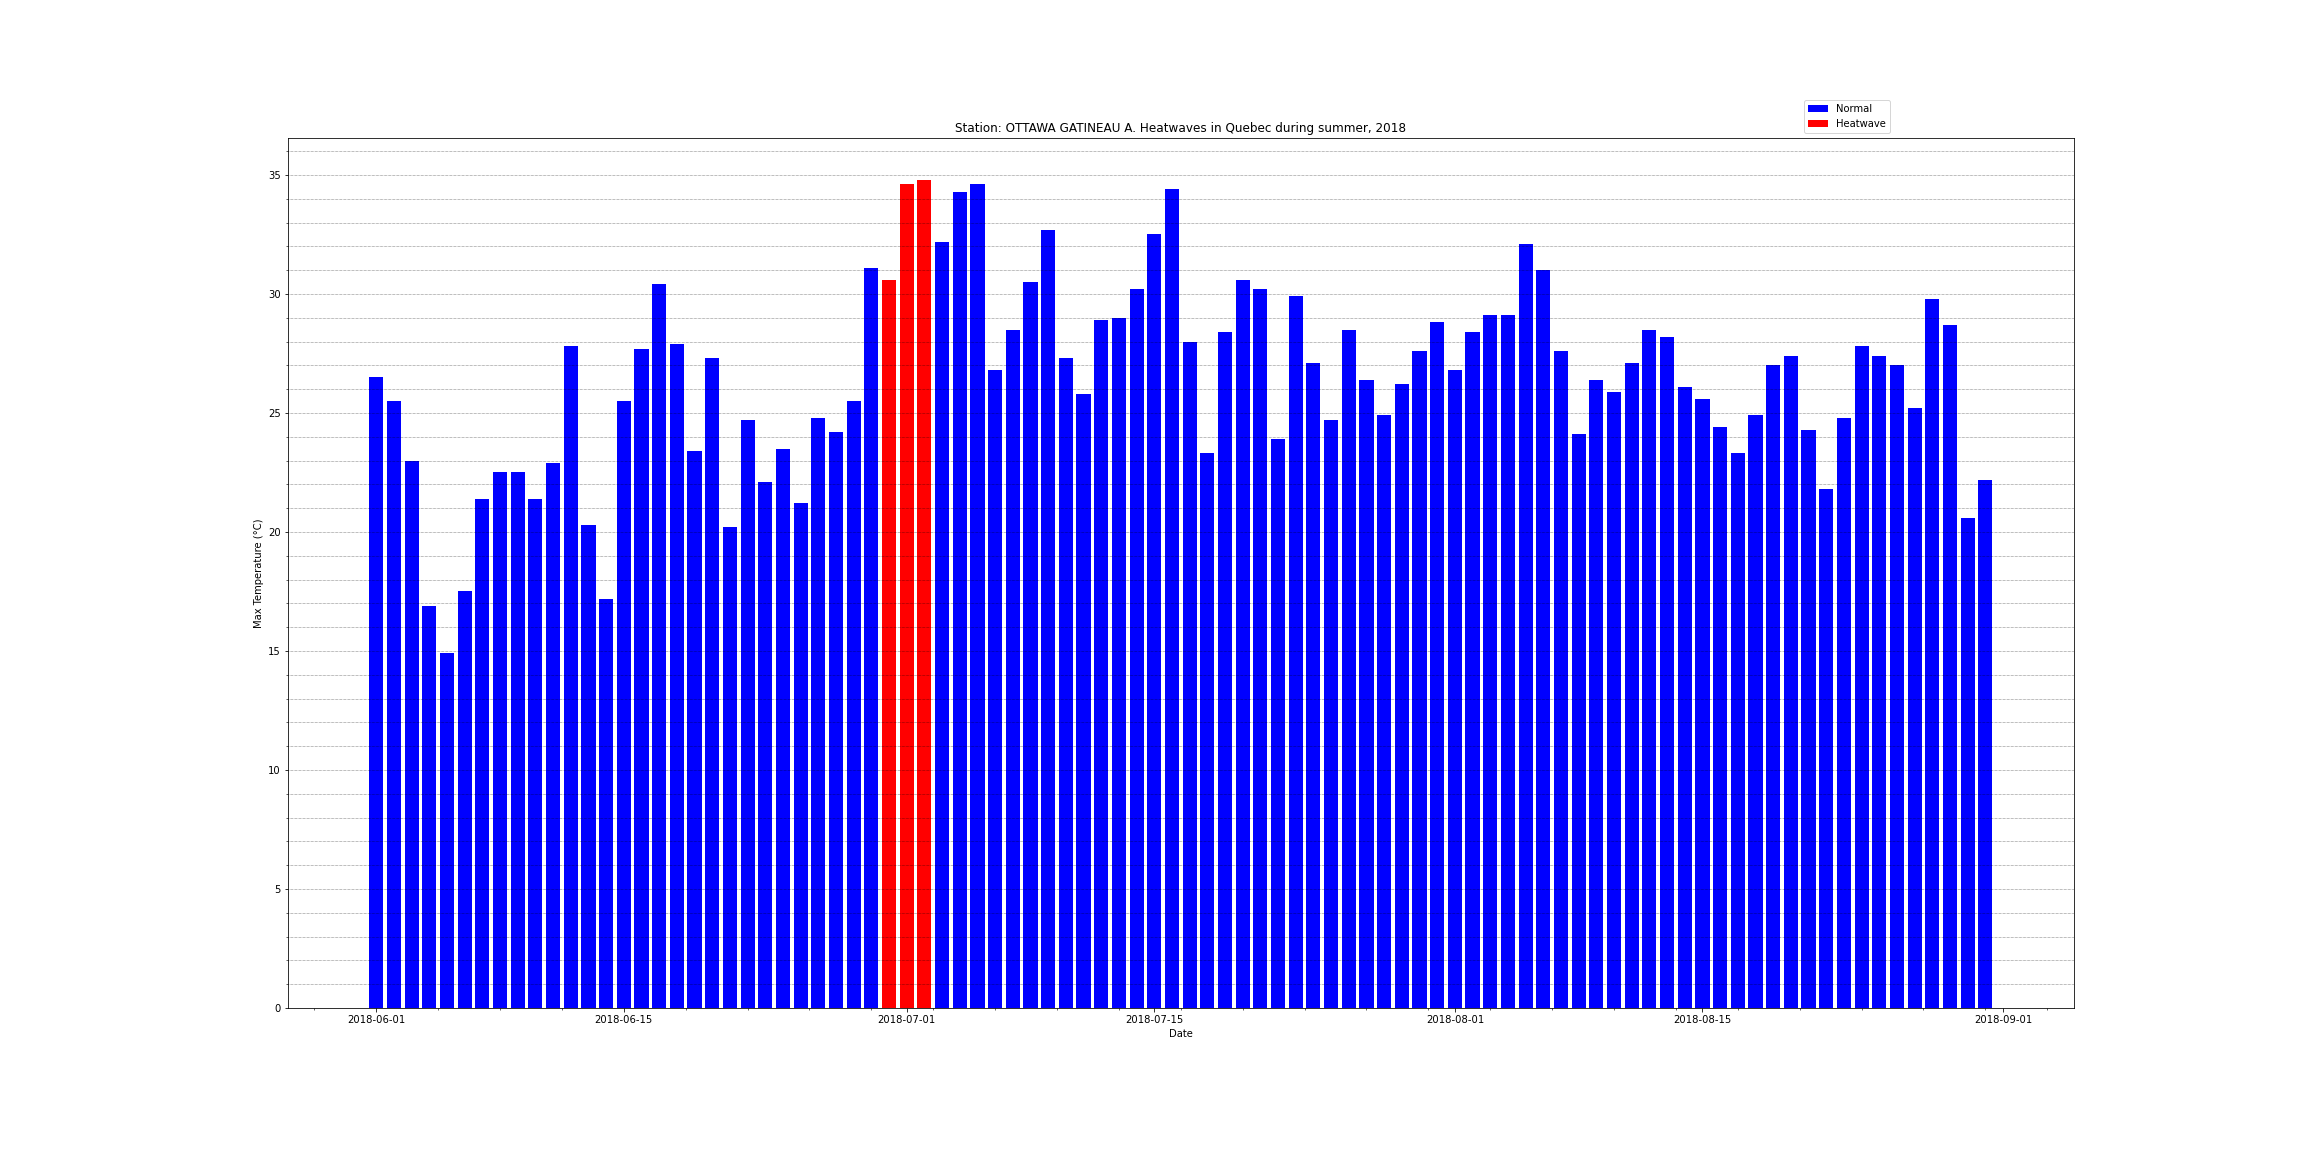 Normal
Heatwave
Station: OTTAWA GATINEAU A. Heatwaves in Quebec during summer, 2018
35
30
25
20
15
10
5
0
Max Temperature (°C)
2018-06-01 2018-06-15 2018-07-01 2018-07-15 2018-08-01 2018-08-15 2018-09-01
Date